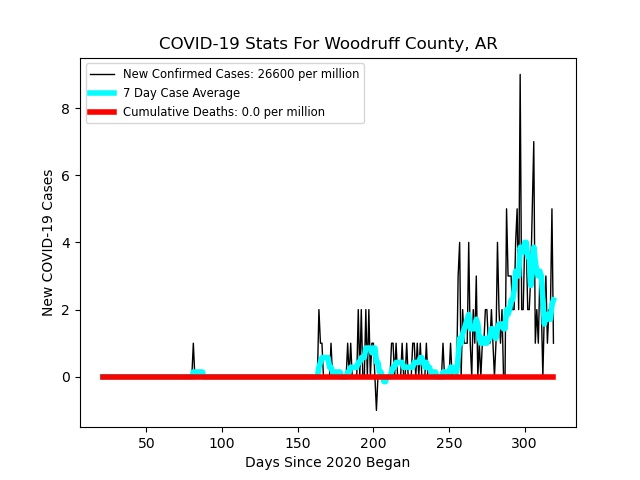 COVID-19 Stats For Woodruff County, AR
New Confirmed Cases: 26600 per million
7 Day Case Average
Cumulative Deaths: 0.0 per million
New COVID-19 Cases
8
6
4
2
0
50 100 150 200 250 300
Days Since 2020 Began